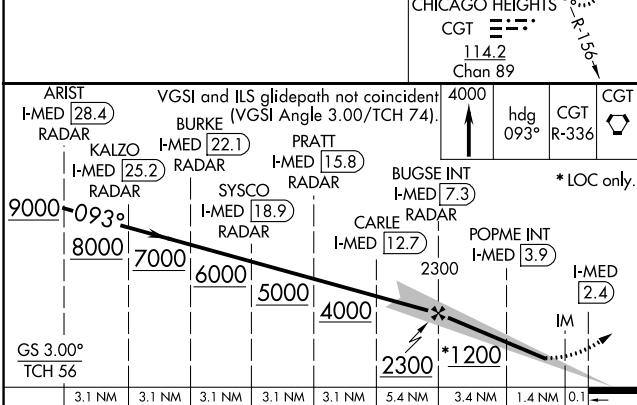 CHICAGO HEIGHTS
CGT
114.2
Chan 89
R-156
VGSI and ILS glidepath not coincident
(VGSI Angle 3.00/TCH 74).
4000
hdg
093°
CGT
R-336
CGT
* LOC only.
ARIST
I-MED 28.4
RADAR
KALZO
I-MED 25.2
RADAR
BURKE
I-MED 22.1
RADAR
SYSCO
I-MED 18.9
RADAR
PRATT
I-MED 15.8
RADAR
CARLE
I-MED 12.7
BUGSE INT
I-MED 7.3
RADAR
2300
POPME INT
I-MED 3.9
I-MED
2.4
IM
9000
093°
8000
7000
6000
5000
4000
2300
*1200
GS 3.00°
TCH 56
3.1 NM
3.1 NM
3.1 NM
3.1 NM
3.1 NM
5.4 NM
3.4 NM
1.4 NM
0.1